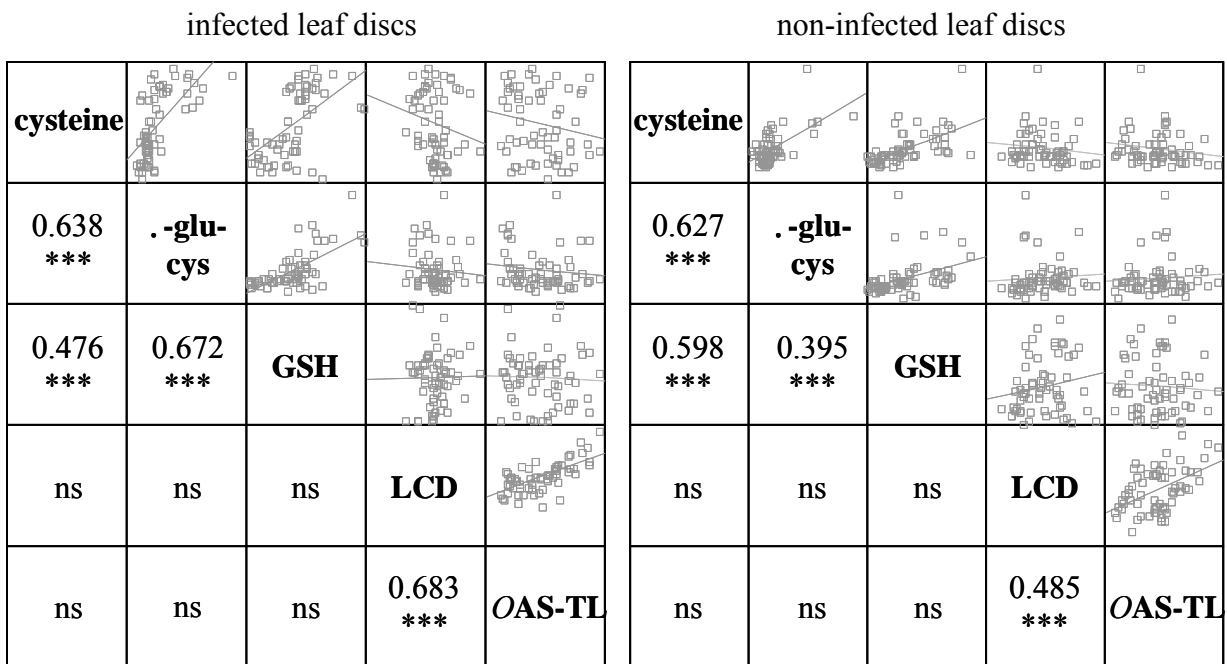 infected leaf discs
non-infected leaf discs
cysteine
0.638
***
. -glu-
cys
0.476
***
0.672
***
GSH
ns
ns
ns
LCD
ns
ns
ns
0.683
***
OAS-TL
cysteine
0.627
***
. -glu-
cys
0.598
***
0.395
***
GSH
ns
ns
ns
LCD
ns
ns
ns
0.485
***
OAS-TL